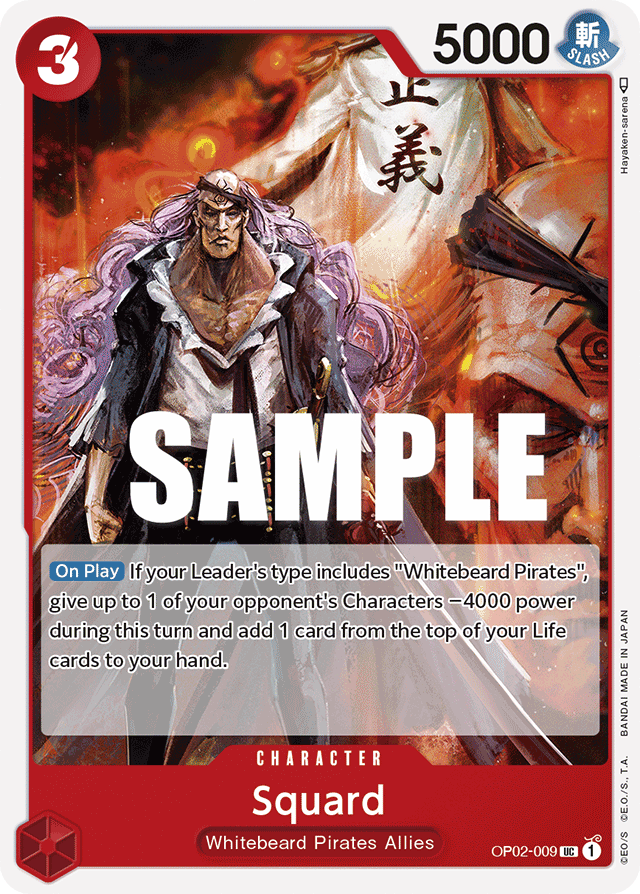 3
5000
斬
SLASH
正
義
Hayaken-sarena
SAMPLE
On Play If your Leader's type includes "Whitebeard Pirates",
give up to 1 of your opponent's Characters −4000 power
during this turn and add 1 card from the top of your Life
cards to your hand.
©EO/S ©E.O./S., T.A. BANDAI MADE IN JAPAN
CHARACTER
Squard
Whitebeard Pirates Allies
OP02-009 UC 1